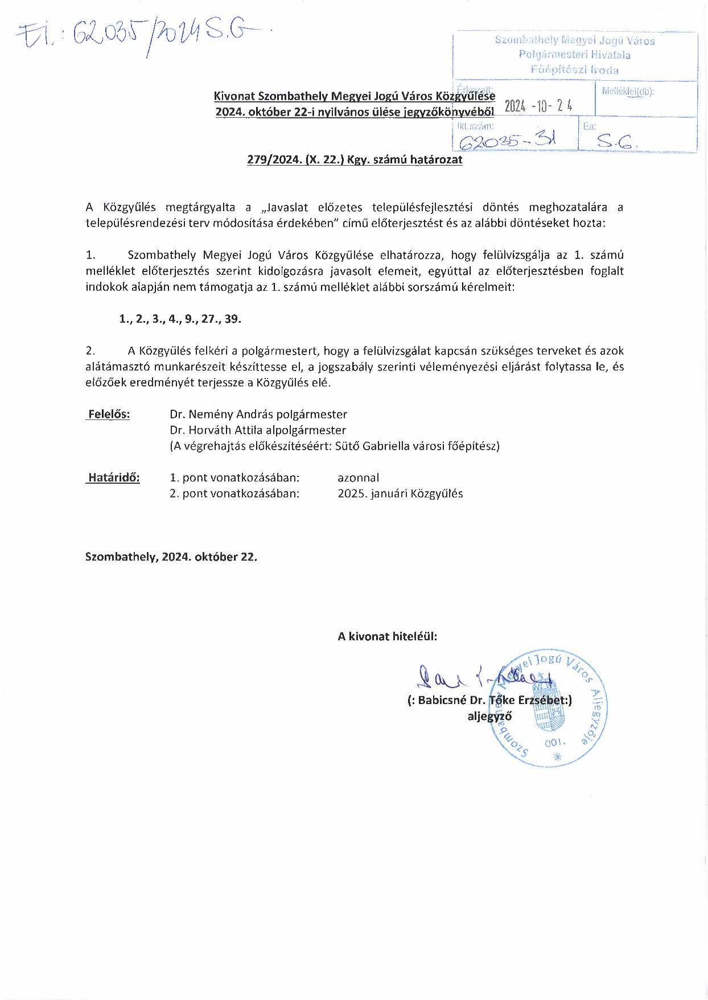 62035/2024 S.G.
Szombathely Megyei Jogú Város
Polgármesteri Hivatala
Főépítészi Iroda
Érkezett: 2024 -10- 24
Melléklet(db):
Ikt.szám: 62035-31
Ea: S.G.
Kivonat Szombathely Megyei Jogú Város Közgyűlése
2024. október 22-i nyilvános ülése jegyzőkönyvéből
279/2024. (X. 22.) Kgy. számú határozat
A Közgyűlés megtárgyalta a „Javaslat előzetes településfejlesztési döntés meghozatalára a
településrendezési terv módosítása érdekében" című előterjesztést és az alábbi döntéseket hozta:
1. Szombathely Megyei Jogú Város Közgyűlése elhatározza, hogy felülvizsgálja az 1. számú
melléklet előterjesztés szerint kidolgozásra javasolt elemeit, egyúttal az előterjesztésben foglalt
indokok alapján nem támogatja az 1. számú melléklet alábbi sorszámú kérelmeit:
1., 2., 3., 4., 9., 27., 39.
2. A Közgyűlés felkéri a polgármestert, hogy a felülvizsgálat kapcsán szükséges terveket és azok
alátámasztó munkarészeit készíttesse el, a jogszabály szerinti véleményezési eljárást folytassa le, és
előzőek eredményét terjessze a Közgyűlés elé.
Felelős: Dr. Nemény András polgármester
Dr. Horváth Attila alpolgármester
(A végrehajtás előkészítéséért: Sütő Gabriella városi főépítész)
Határidő: 1. pont vonatkozásában: azonnal
2. pont vonatkozásában: 2025. januári Közgyűlés
Szombathely, 2024. október 22.
A kivonat hiteléül:
(: Babicsné Dr. Tőke Erzsébet:)
aljegyző
Szombathely Megyei Jogú Város Aljegyzője
001.